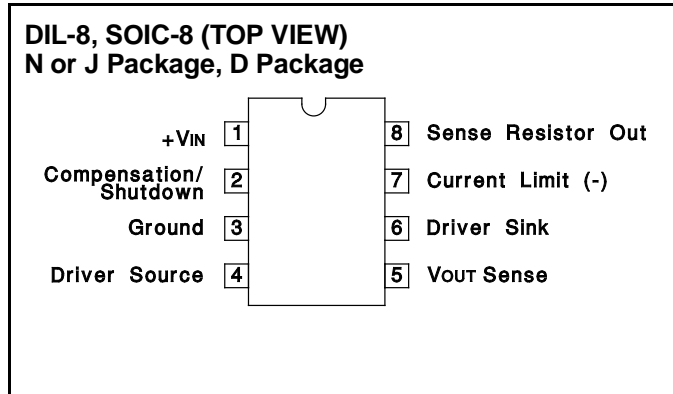 DIL-8, SOIC-8 (TOP VIEW)
N or J Package, D Package
+VIN 1 8 Sense Resistor Out
Compensation/
Shutdown 2 7 Current Limit (-)
Ground 3 6 Driver Sink
Driver Source 4 5 VOUT Sense